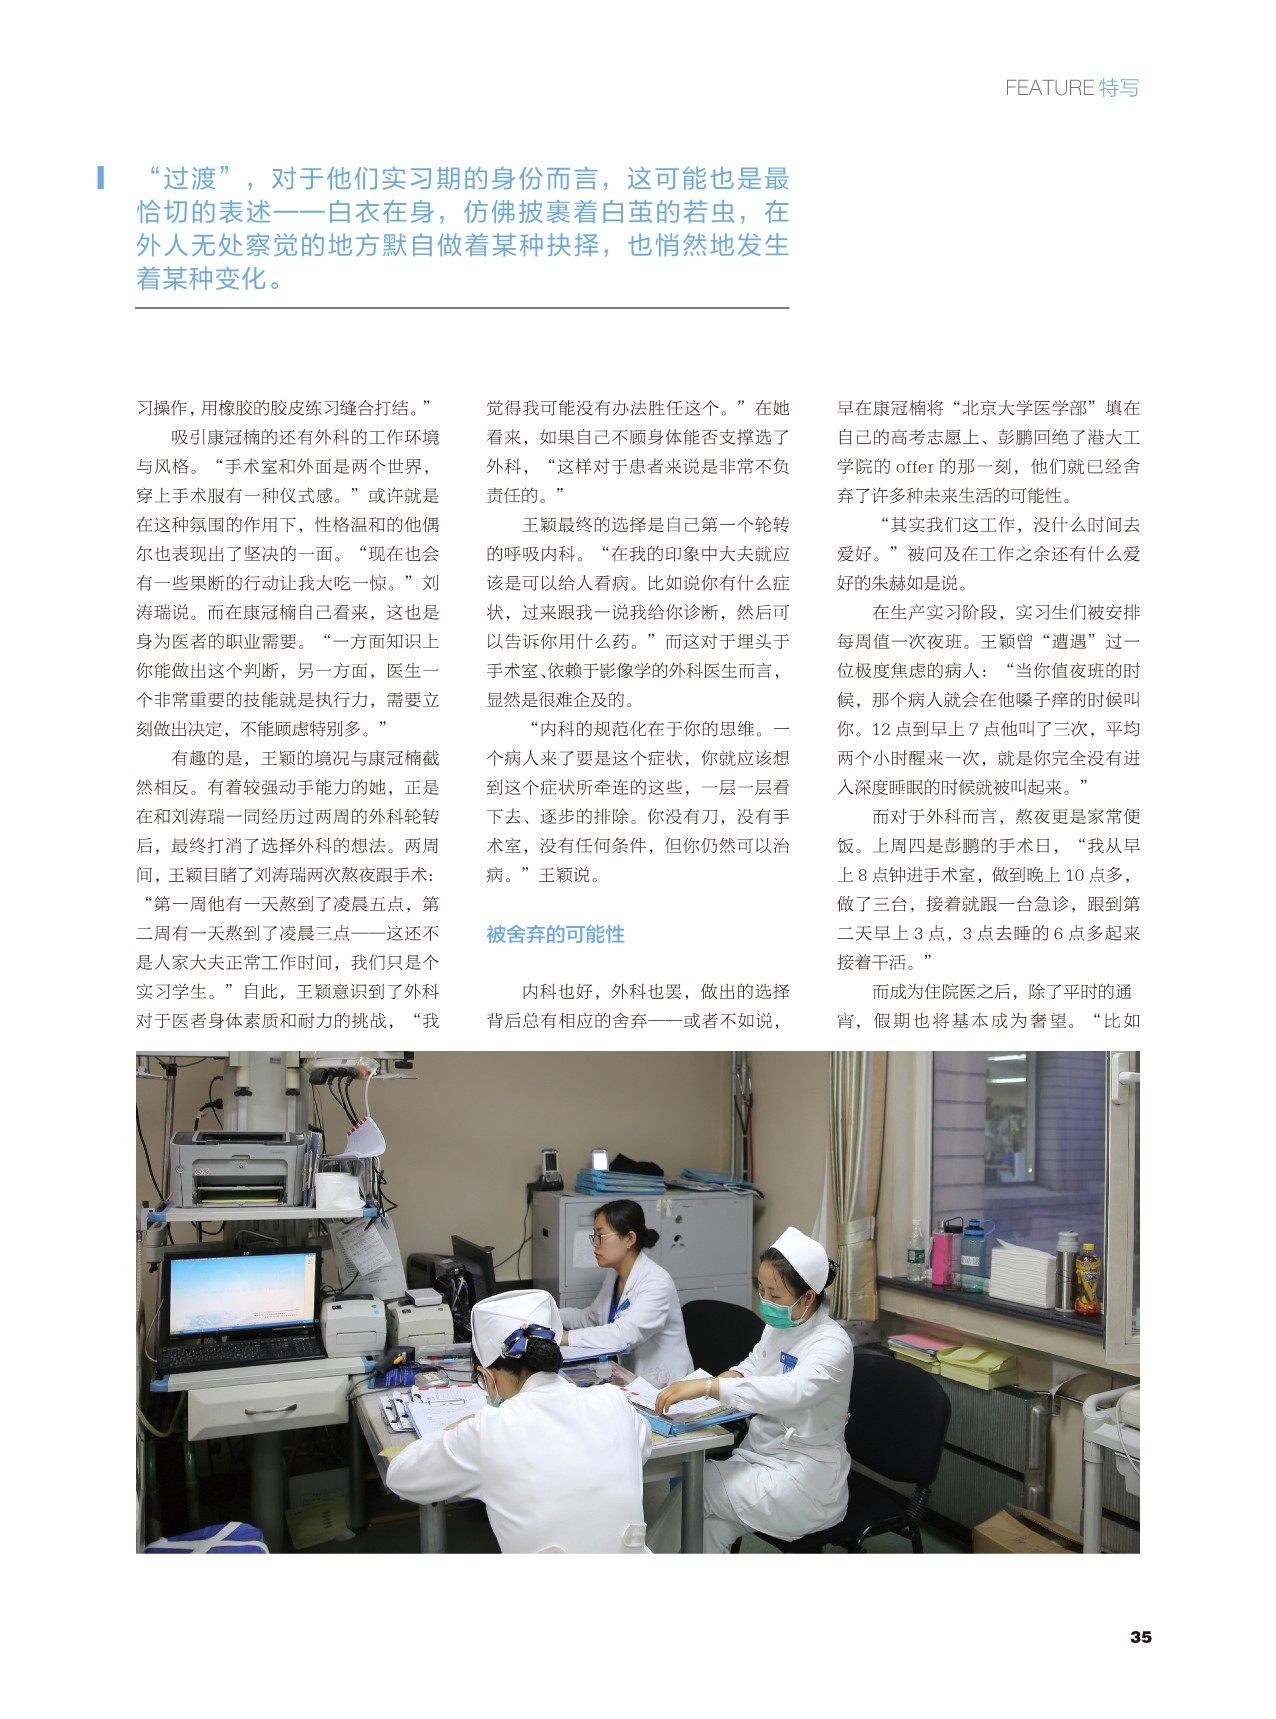 FEATURE 特写
“过渡”，对于他们实习期的身份而言，这可能也是最
恰切的表述——白衣在身，仿佛披裹着白茧的若虫，在
外人无处察觉的地方默自做着某种抉择，也悄然地发生
着某种变化。
习操作，用橡胶的胶皮练习缝合打结。”
吸引康冠楠的还有外科的工作环境
与风格。“手术室和外面是两个世界，
穿上手术服有一种仪式感。”或许就是
在这种氛围的作用下，性格温和的他偶
尔也表现出了坚决的一面。“现在也会
有一些果断的行动让我大吃一惊。”刘
涛瑞说。而在康冠楠自己看来，这也是
身为医者的职业需要。“一方面知识上
你能做出这个判断，另一方面，医生一
个非常重要的技能就是执行力，需要立
刻做出决定，不能顾虑特别多。”
有趣的是，王颖的境况与康冠楠截
然相反。有着较强动手能力的她，正是
在和刘涛瑞一同经历过两周的外科轮转
后，最终打消了选择外科的想法。两周
间，王颖目睹了刘涛瑞两次熬夜跟手术：
“第一周他有一天熬到了凌晨五点，第
二周有一天熬到了凌晨三点——这还不
是人家大夫正常工作时间，我们只是个
实习学生。”自此，王颖意识到了外科
对于医者身体素质和耐力的挑战，“我
觉得我可能没有办法胜任这个。”在她
看来，如果自己不顾身体能否支撑选了
外科，“这样对于患者来说是非常不负
责任的。”
王颖最终的选择是自己第一个轮转
的呼吸内科。“在我的印象中大夫就应
该是可以给人看病。比如说你有什么症
状，过来跟我一说我给你诊断，然后可
以告诉你用什么药。”而这对于埋头于
手术室、依赖于影像学的外科医生而言，
显然是很难企及的。
“内科的规范化在于你的思维。一
个病人来了要是这个症状，你就应该想
到这个症状所牵连的这些，一层一层看
下去、逐步的排除。你没有刀，没有手
术室，没有任何条件，但你仍然可以治
病。”王颖说。
被舍弃的可能性
内科也好，外科也罢，做出的选择
背后总有相应的舍弃——或者不如说，
早在康冠楠将“北京大学医学部”填在
自己的高考志愿上、彭鹏回绝了港大工
学院的 offer 的那一刻，他们就已经舍
弃了许多种未来生活的可能性。
“其实我们这工作，没什么时间去
爱好。”被问及在工作之余还有什么爱
好的朱赫如是说。
在生产实习阶段，实习生们被安排
每周值一次夜班。王颖曾“遭遇”过一
位极度焦虑的病人：“当你值夜班的时
候，那个病人就会在他嗓子痒的时候叫
你。12 点到早上 7 点他叫了三次，平均
两个小时醒来一次，就是你完全没有进
入深度睡眠的时候就被叫起来。”
而对于外科而言，熬夜更是家常便
饭。上周四是彭鹏的手术日，“我从早
上 8 点钟进手术室，做到晚上 10 点多，
做了三台，接着就跟一台急诊，跟到第
二天早上 3 点，3 点去睡的 6 点多起来
接着干活。”
而成为住院医之后，除了平时的通
宵，假期也将基本成为奢望。“比如
35